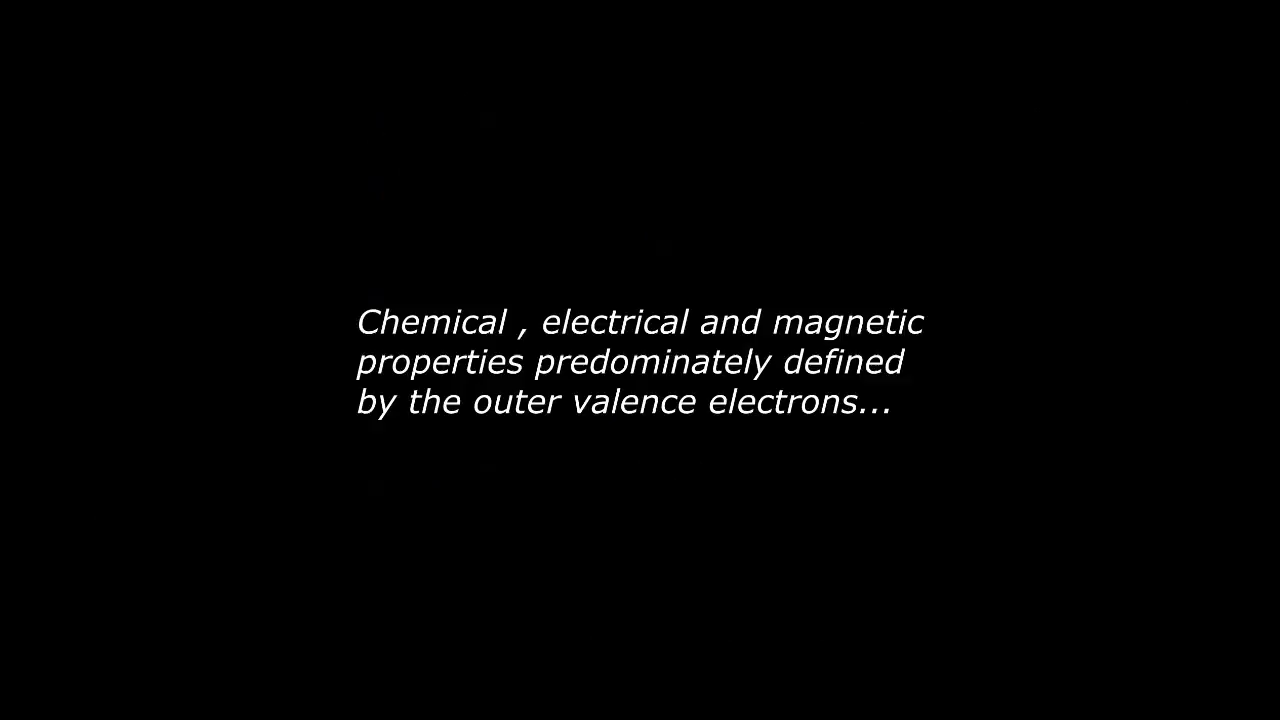 Chemical , electrical and magnetic
properties predominately defined
by the outer valence electrons...